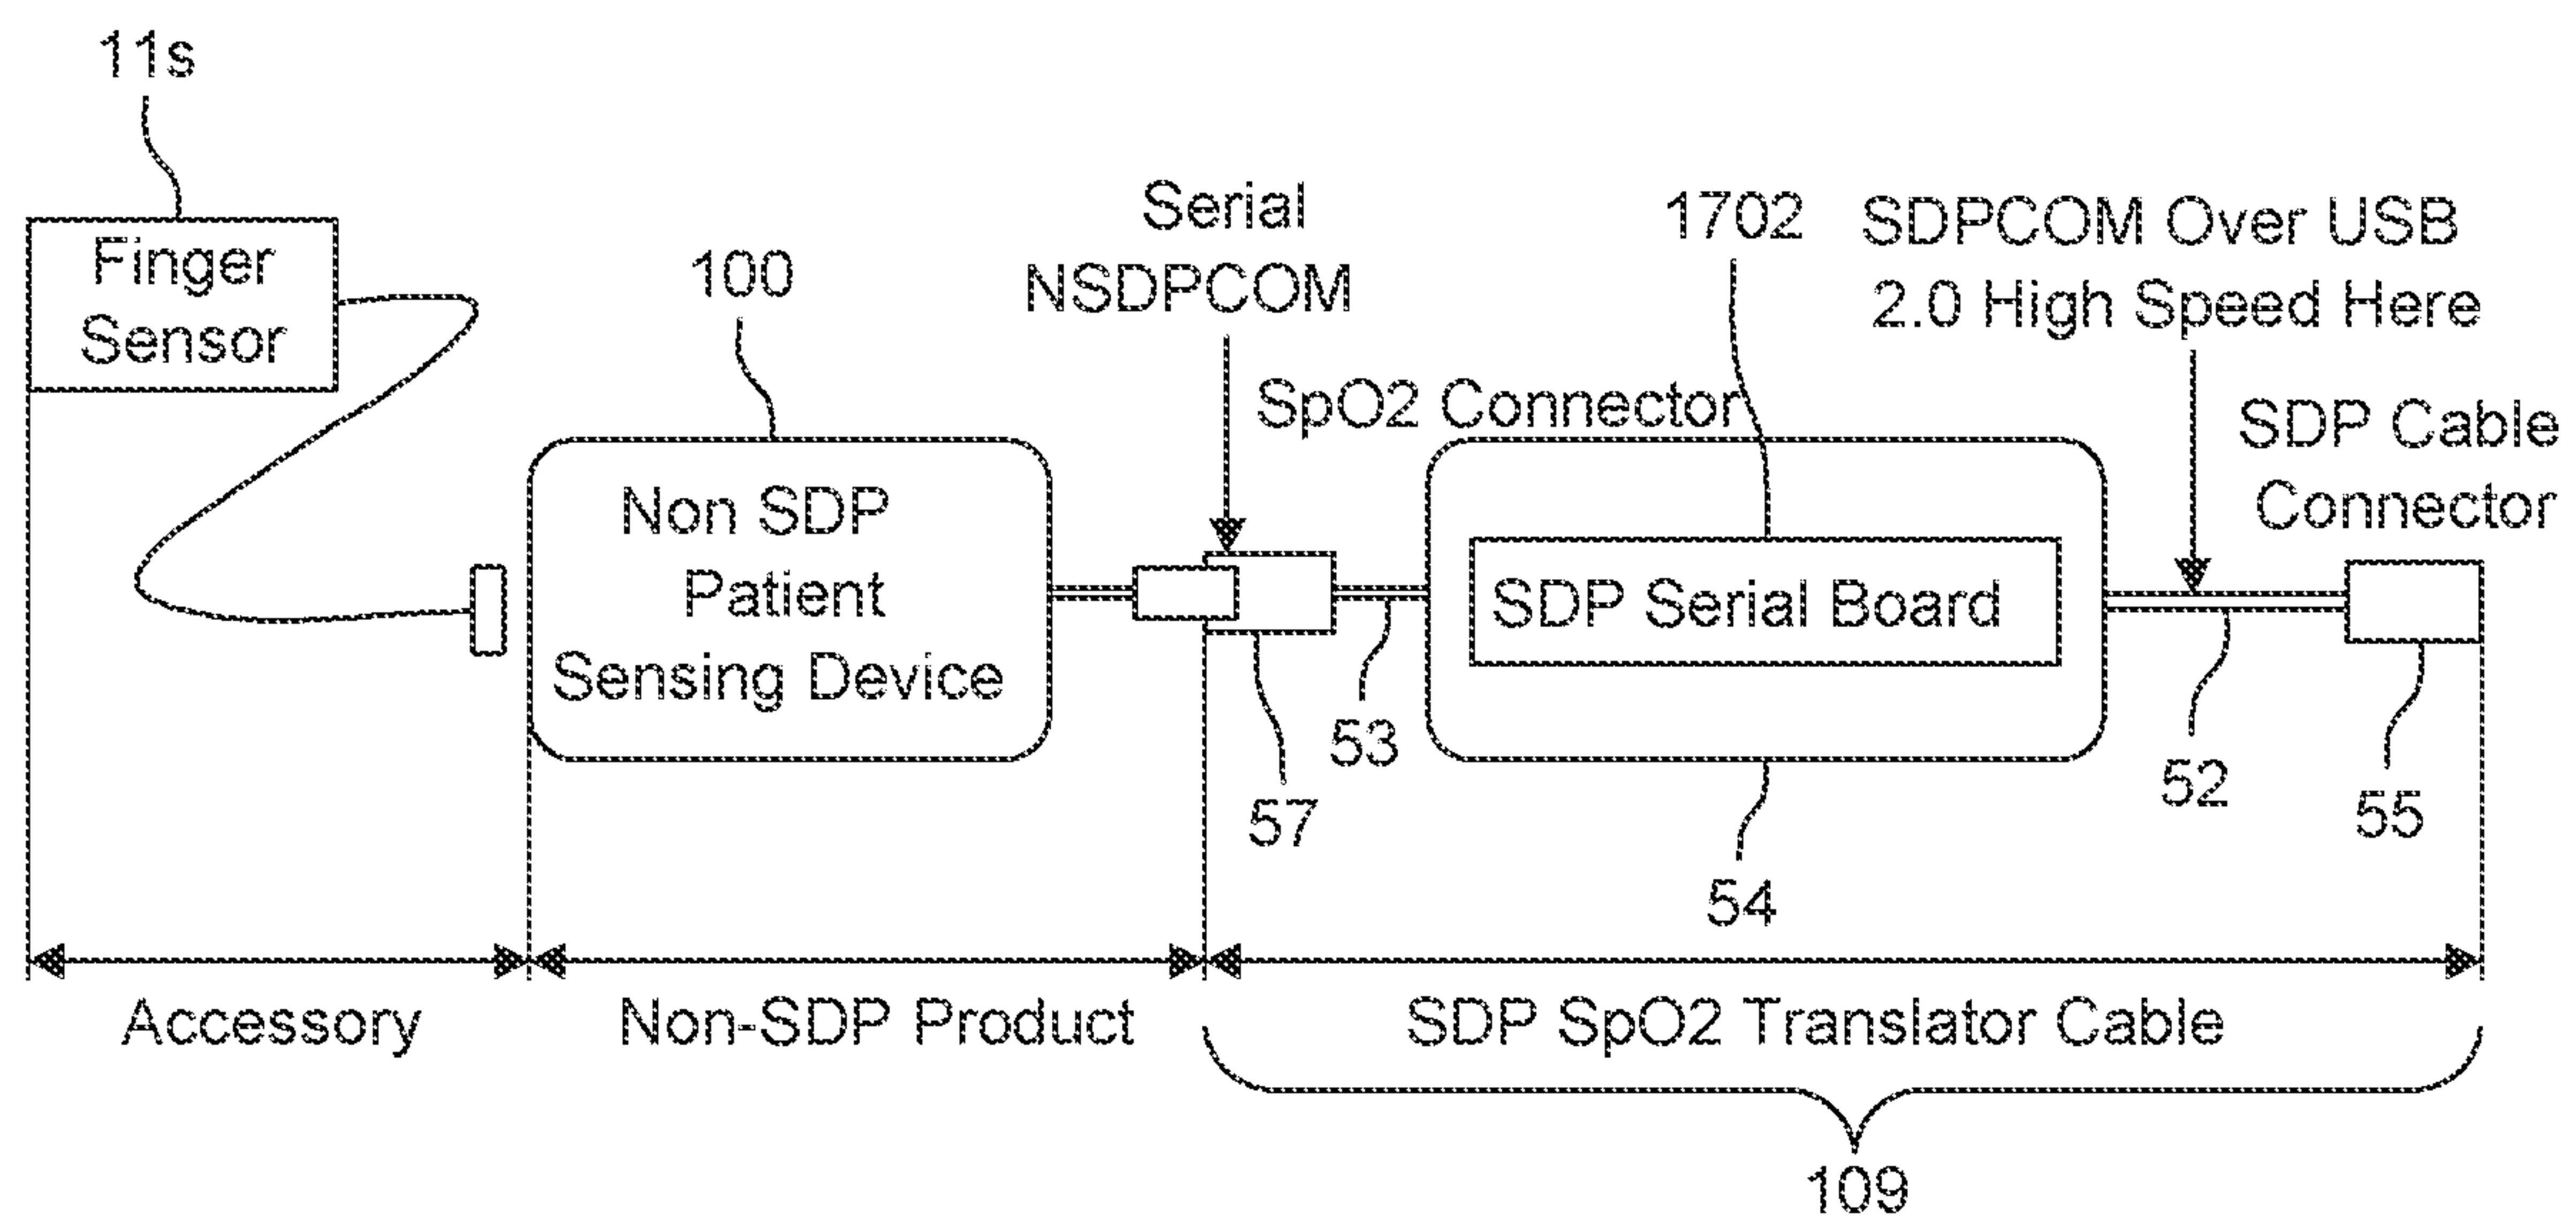 11s
Finger
Sensor
100
Non SDP
Patient
Sensing Device
Serial
NSDPCOM
SpO2 Connector
1702
SDPCOM Over USB
2.0 High Speed Here
SDP Cable
Connector
SDP Serial Board
53
57
54
52
55
Accessory
Non-SDP Product
SDP SpO2 Translator Cable
109